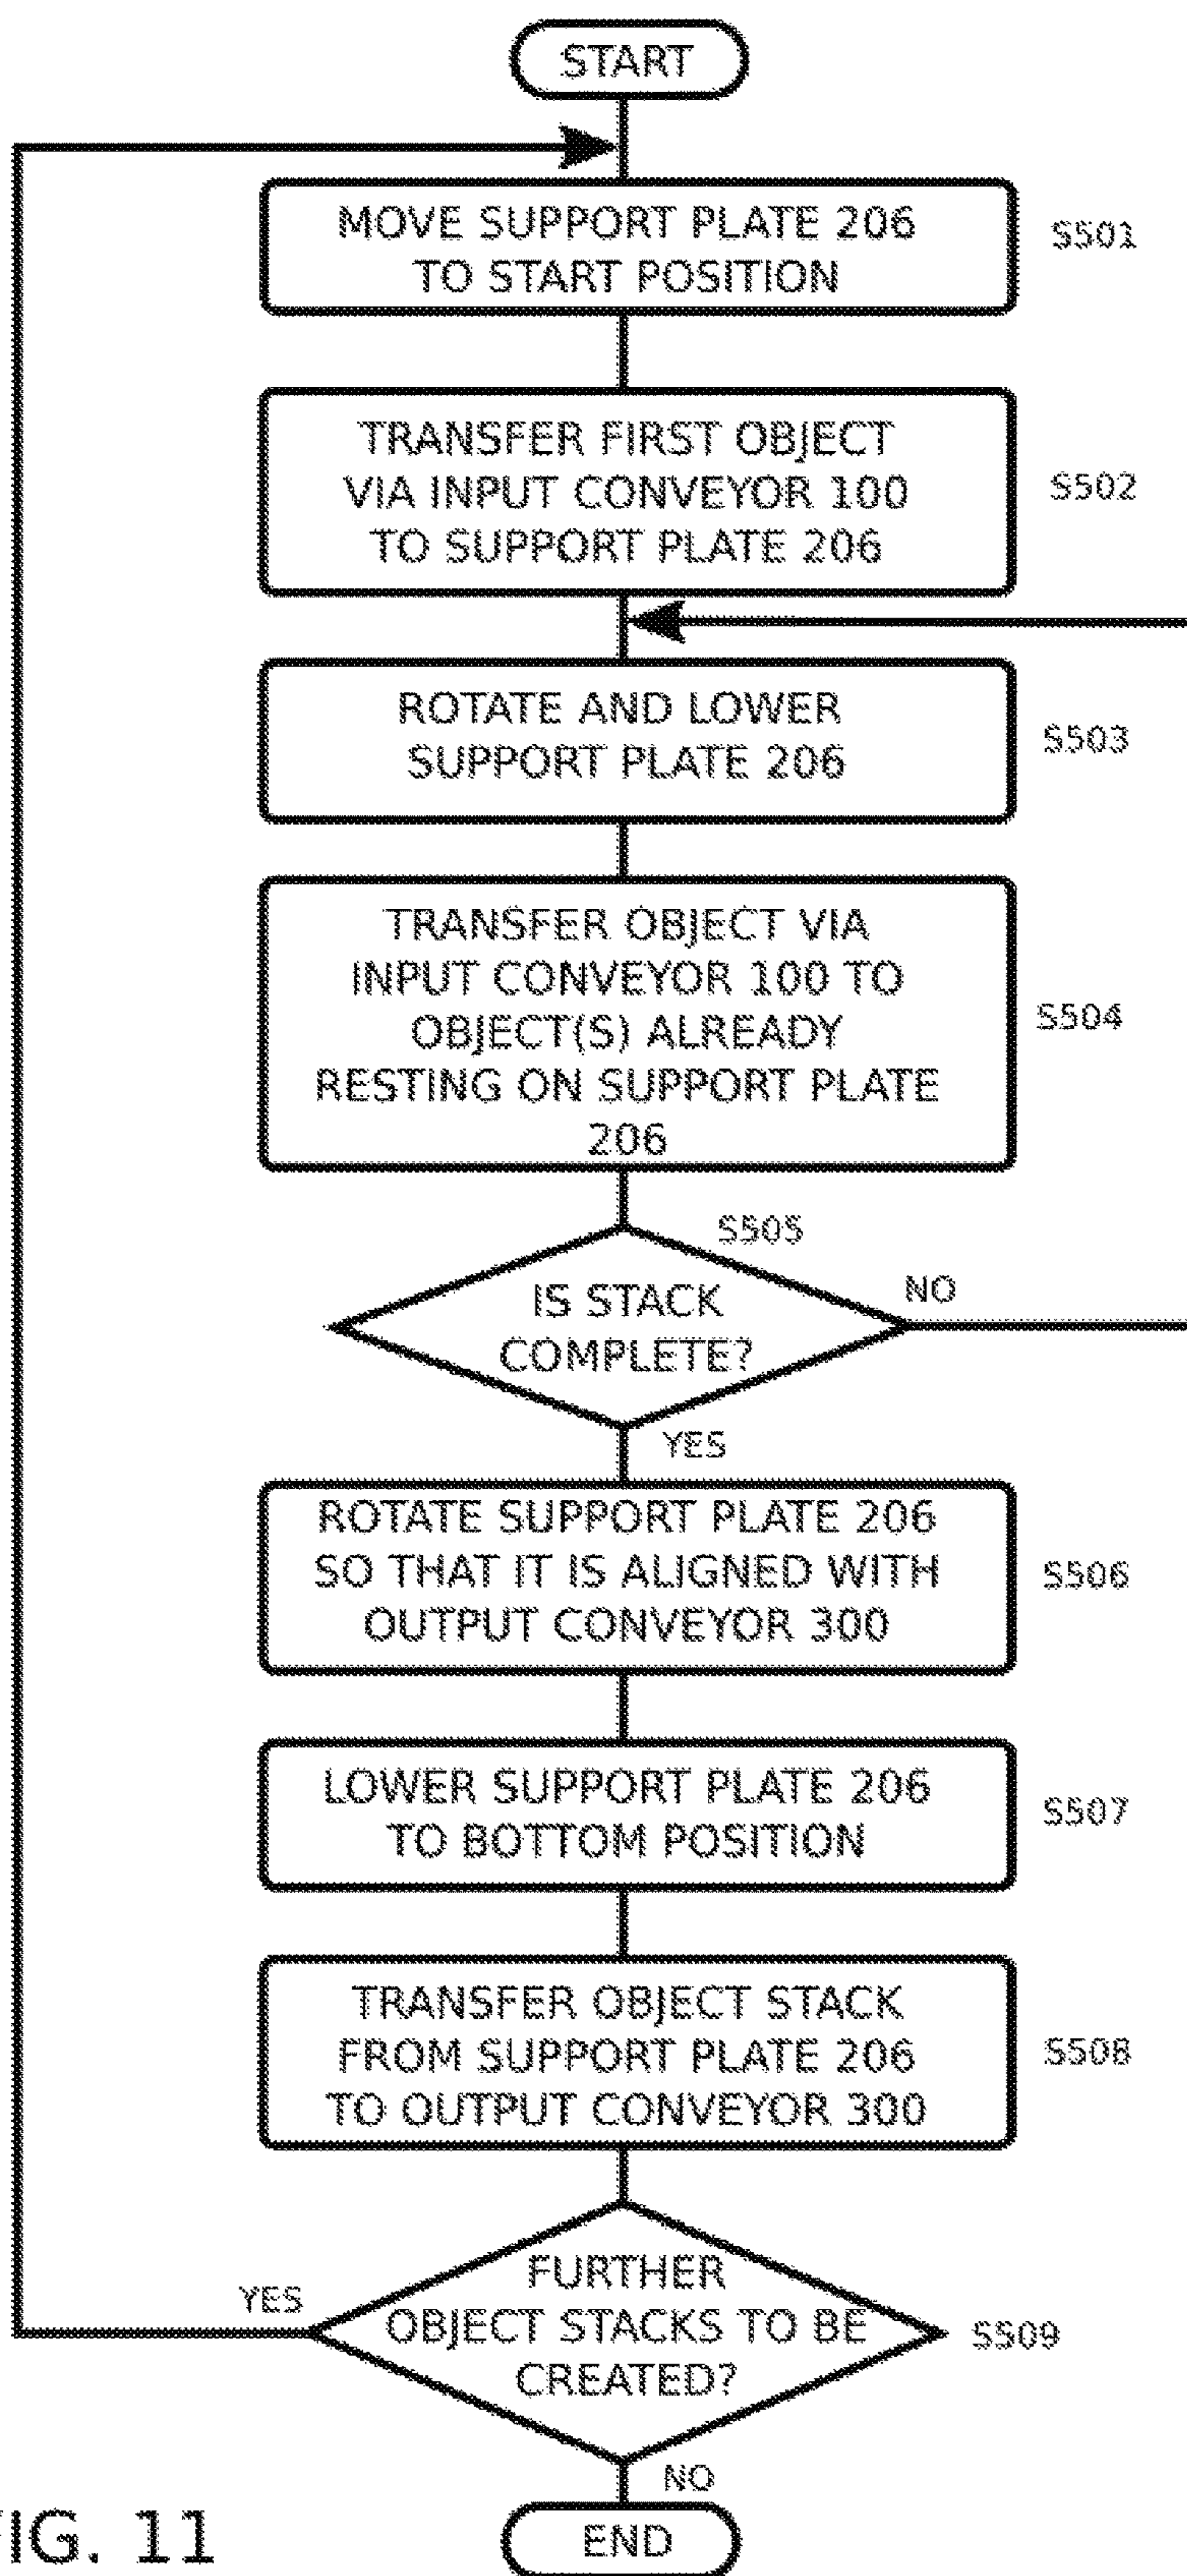 START
MOVE SUPPORT PLATE 206
TO START POSITION
S501
TRANSFER FIRST OBJECT
VIA INPUT CONVEYOR 100
TO SUPPORT PLATE 206
S502
ROTATE AND LOWER
SUPPORT PLATE 206
S503
TRANSFER OBJECT VIA
INPUT CONVEYOR 100 TO
OBJECT(S) ALREADY
RESTING ON SUPPORT PLATE
206
S504
S505
IS STACK
COMPLETE?
NO
YES
ROTATE SUPPORT PLATE 206
SO THAT IT IS ALIGNED WITH
OUTPUT CONVEYOR 300
S506
LOWER SUPPORT PLATE 206
TO BOTTOM POSITION
S507
TRANSFER OBJECT STACK
FROM SUPPORT PLATE 206
TO OUTPUT CONVEYOR 300
S508
YES
FURTHER
OBJECT STACKS TO BE
CREATED?
S509
NO
END
FIG. 11